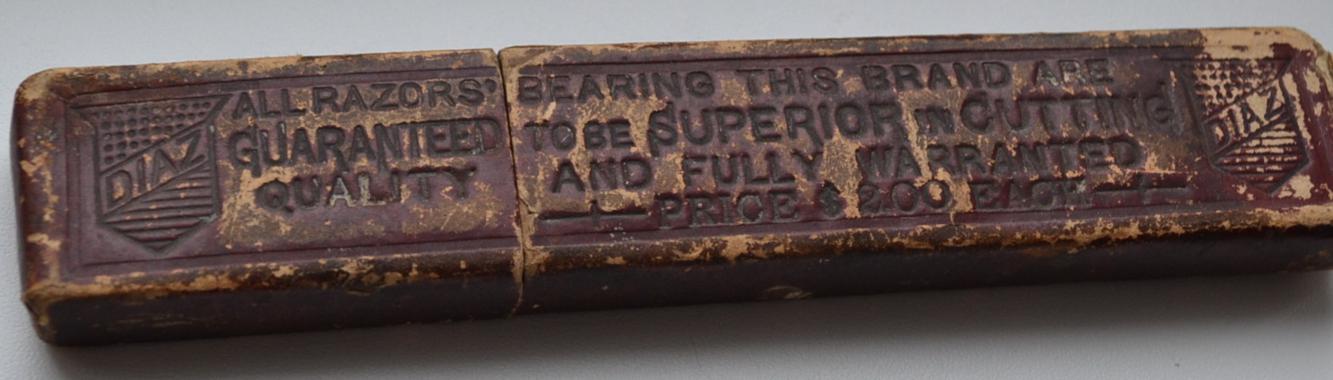 DIAZ
ALL RAZORS'
GUARANTEED
QUALITY
BEARING THIS BRAND ARE
TO BE SUPERIOR IN CUTTING
AND FULLY WARRANTED
PRICE $2.00 EACH
DIAZ